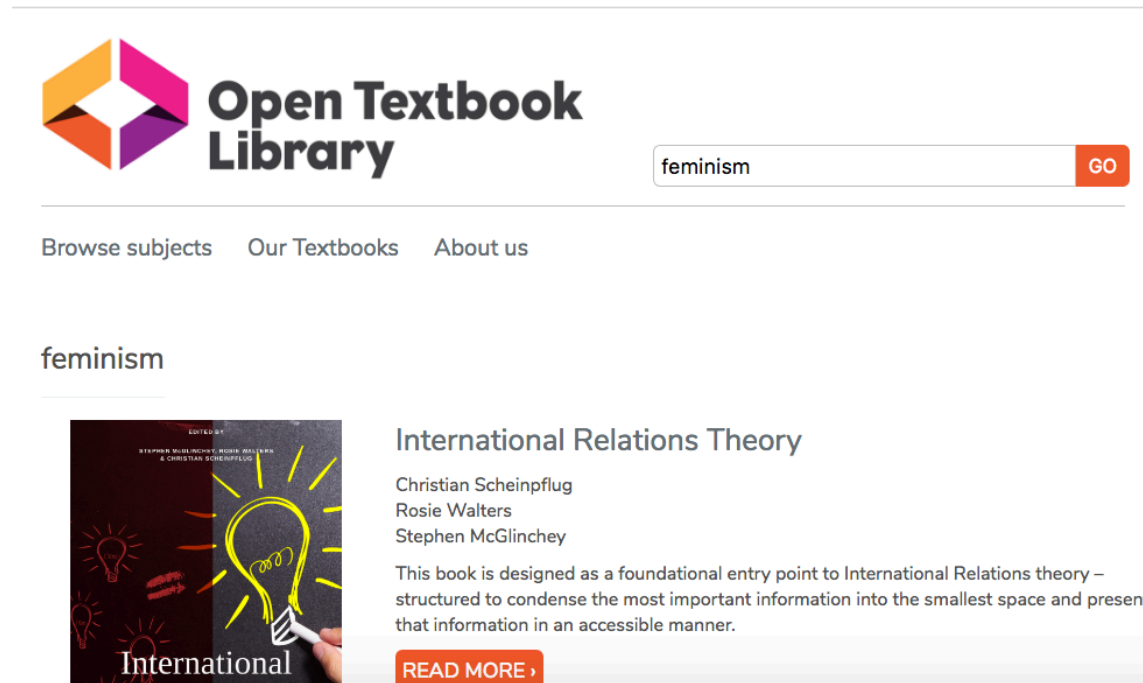 Open Textbook
Library
feminism
GO
Browse subjects Our Textbooks About us
feminism
EDITED BY
STEPHEN McGLINCHEY, ROSIE WALTERS
& CHRISTIAN SCHEINPFLUG
International
International Relations Theory
Christian Scheinpflug
Rosie Walters
Stephen McGlinchey
This book is designed as a foundational entry point to International Relations theory –
structured to condense the most important information into the smallest space and presen
that information in an accessible manner.
READ MORE ›